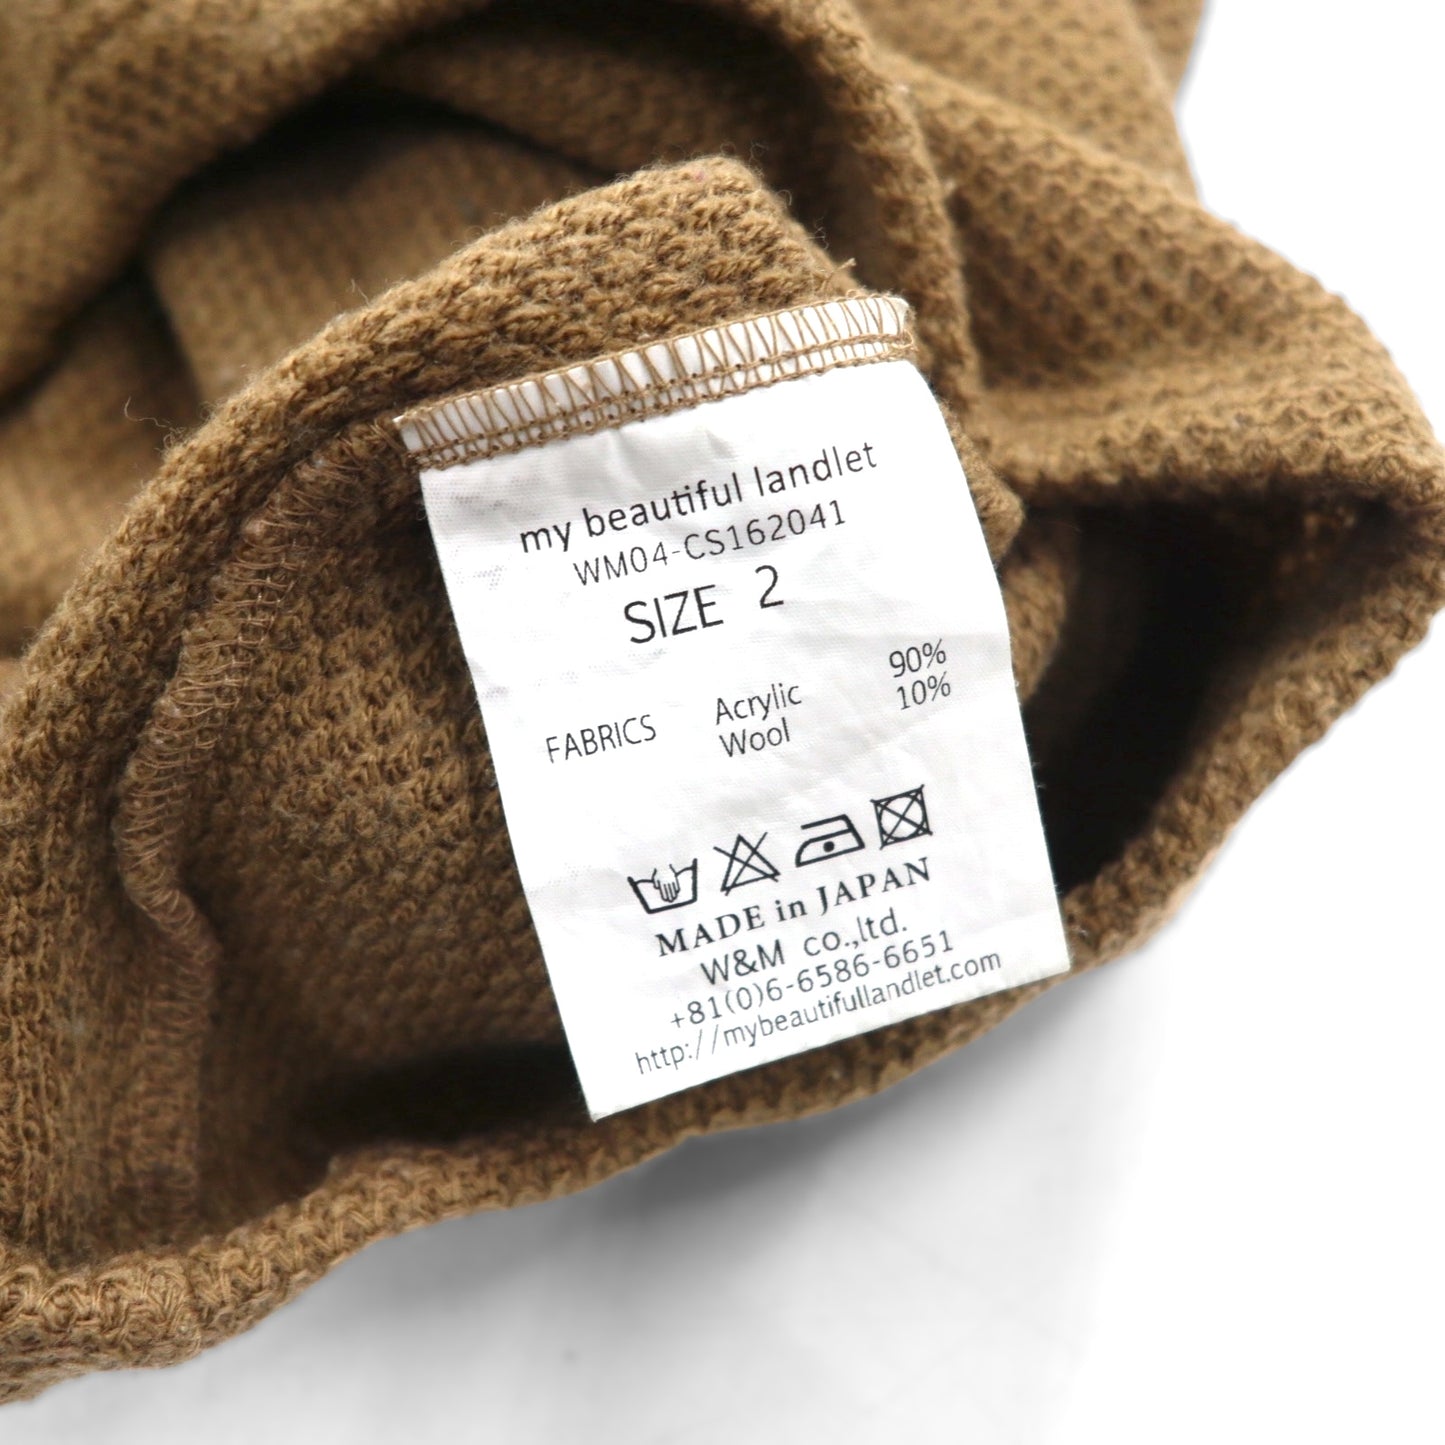 my beautiful landlet
WM04-CS162041
SIZE 2
FABRICS Acrylic 90%
Wool 10%
MADE in JAPAN
W&M co.,ltd.
+81(0)6-6586-6651
http://mybeautifullandlet.com